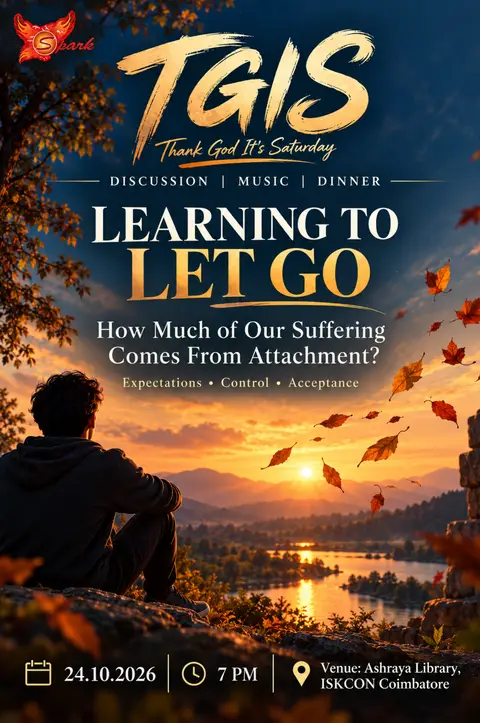 Spark
TGIS
Thank God It's Saturday
DISCUSSION | MUSIC | DINNER
LEARNING TO
LET GO
How Much of Our Suffering
Comes From Attachment?
Expectations • Control • Acceptance
24.10.2026 | 7 PM | Venue: Ashraya Library,
ISKCON Coimbatore